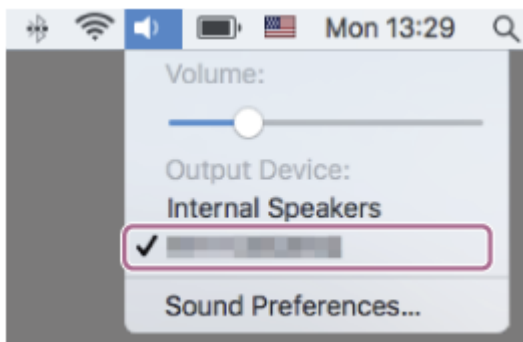 Mon 13:29
Volume:
Output Device:
Internal Speakers
Sound Preferences...